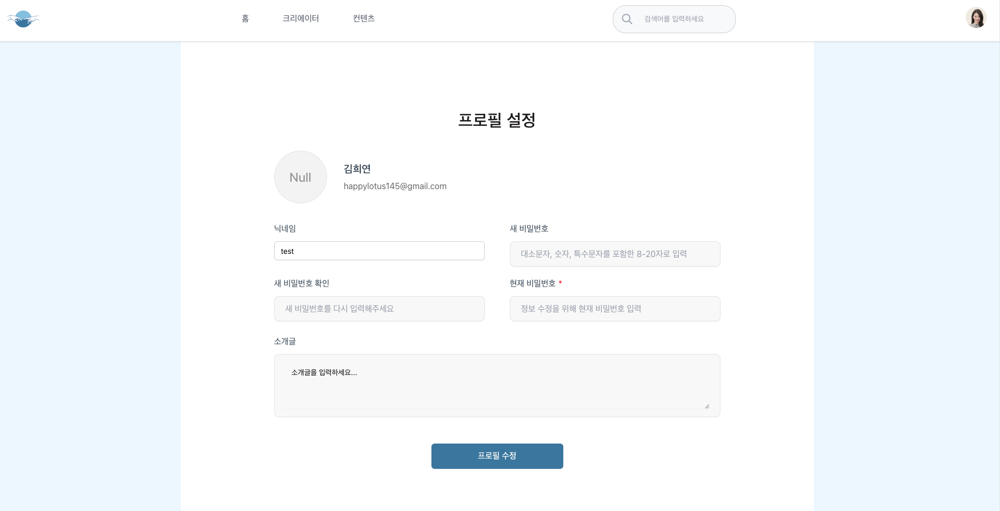 홈 크리에이터 컨텐츠 검색어를 입력하세요
프로필 설정
Null
김희연
happylotus145@gmail.com
닉네임 새 비밀번호
test 대소문자, 숫자, 특수문자를 포함한 8-20자로 입력
새 비밀번호 확인 현재 비밀번호 *
새 비밀번호를 다시 입력해주세요 정보 수정을 위해 현재 비밀번호 입력
소개글
소개글을 입력하세요...
프로필 수정